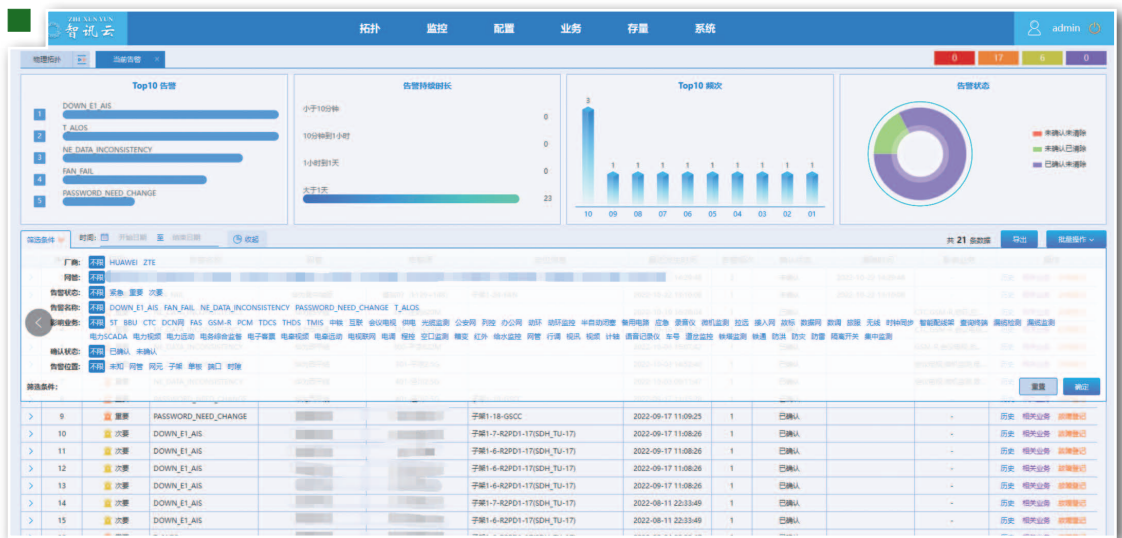 ZHI XUN YUN
智讯云
拓扑 监控 配置 业务 存量 系统
admin
物理拓扑 当前告警 ×
0 17 6 0
Top10 告警
1 DOWN_E1_AIS
2 T_ALOS
3 NE_DATA_INCONSISTENCY
4 FAN_FAIL
5 PASSWORD_NEED_CHANGE
告警持续时长
小于10分钟 0
10分钟到1小时 0
1小时到1天 0
大于1天 23
Top10 频次
3 1 1 1 1 1 1 1 1 1
10 09 08 07 06 05 04 03 02 01
告警状态
未确认未清除
未确认已清除
已确认未清除
筛选条件 时间: 开始日期 至 结束日期 收起 共 21 条数据 导出 批量操作
厂商: 不限 HUAWEI ZTE
网管: 不限
告警状态: 不限 紧急 重要 次要
告警名称: 不限 DOWN_E1_AIS FAN_FAIL NE_DATA_INCONSISTENCY PASSWORD_NEED_CHANGE T_ALOS
影响业务: 不限 5T BBU CTC DCN网 FAS GSM-R PCM TDCS THDS TMIS 中铁 互联 会议电视 供电 光缆监测 公安网 列控 办公网 动环 动环监控 半自动闭塞 备用电路 应急 录音仪 微机监测 拉远 接入网 政标 数据网 数调 旅服 无线 时钟同步 智能配线架 查询终端 漏缆检测 漏缆监测
电力SCADA 电力视频 电力远动 电务综合监督 电子客票 电牵视频 电牵远动 电视联网 电调 程控 空口监测 精变 红外 给水监控 网管 行调 视讯 视频 计轴 语音记录仪 车号 道岔监控 铁塔监测 铁通 防洪 防灾 防雷 隔离开关 集中监测
确认状态: 不限 已确认 未确认
告警位置: 不限 未知 网管 网元 子架 单板 端口 时隙
筛选条件: 重置 确定
9 重要 PASSWORD_NEED_CHANGE 子架1-18-GSCC 2022-09-17 11:09:25 1 已确认 - 历史 相关业务 故障登记
10 次要 DOWN_E1_AIS 子架1-7-R2PD1-17(SDH_TU-17) 2022-09-17 11:08:26 1 已确认 - 历史 相关业务 故障登记
11 次要 DOWN_E1_AIS 子架1-6-R2PD1-17(SDH_TU-17) 2022-09-17 11:08:26 1 已确认 - 历史 相关业务 故障登记
12 次要 DOWN_E1_AIS 子架1-6-R2PD1-17(SDH_TU-17) 2022-09-17 11:08:26 1 已确认 - 历史 相关业务 故障登记
13 次要 DOWN_E1_AIS 子架1-6-R2PD1-17(SDH_TU-17) 2022-09-17 11:08:26 1 已确认 - 历史 相关业务 故障登记
14 次要 DOWN_E1_AIS 子架1-7-R2PD1-17(SDH_TU-17) 2022-08-11 22:33:49 1 已确认 - 历史 相关业务 故障登记
15 次要 DOWN_E1_AIS 子架1-6-R2PD1-17(SDH_TU-17) 2022-08-11 22:33:49 1 已确认 - 历史 相关业务 故障登记